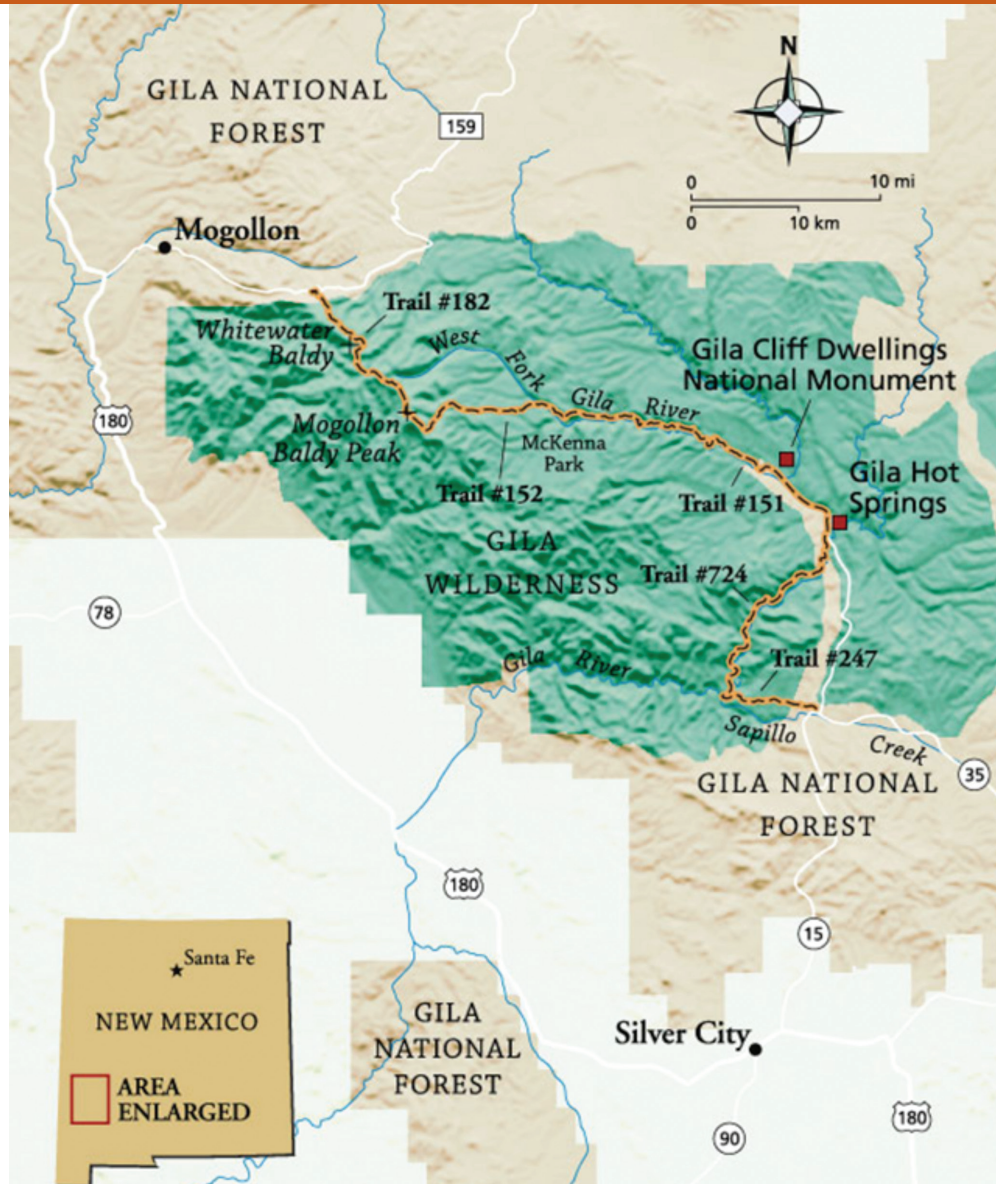 N
GILA NATIONAL
FOREST
159
0 10 mi
0 10 km
Mogollon
Trail #182
Whitewater
Baldy
West
Fork
Gila Cliff Dwellings
National Monument
Gila River
180
Mogollon
Baldy Peak
McKenna
Park
Gila Hot
Springs
Trail #152
Trail #151
GILA
WILDERNESS
Trail #724
78
Gila River
Trail #247
Sapillo
Creek
35
GILA NATIONAL
FOREST
180
15
Santa Fe
NEW MEXICO
AREA
ENLARGED
GILA
NATIONAL
FOREST
Silver City
180
90